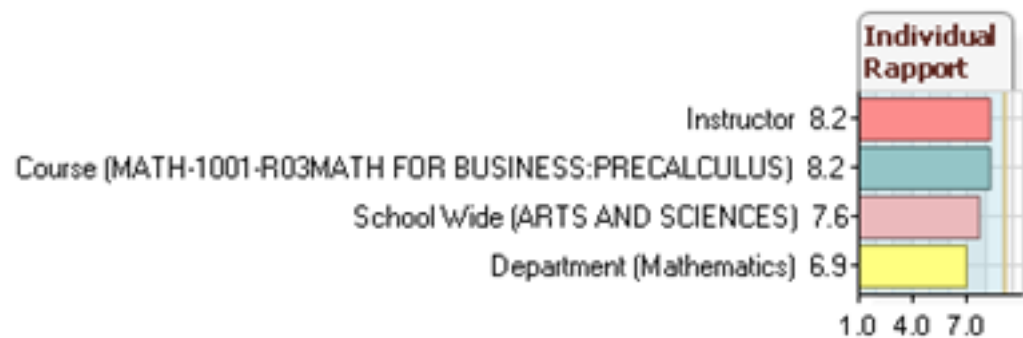 Individual
Rapport
Instructor 8.2
Course (MATH-1001-R03MATH FOR BUSINESS:PRECALCULUS) 8.2
School Wide (ARTS AND SCIENCES) 7.6
Department (Mathematics) 6.9
1.0 4.0 7.0